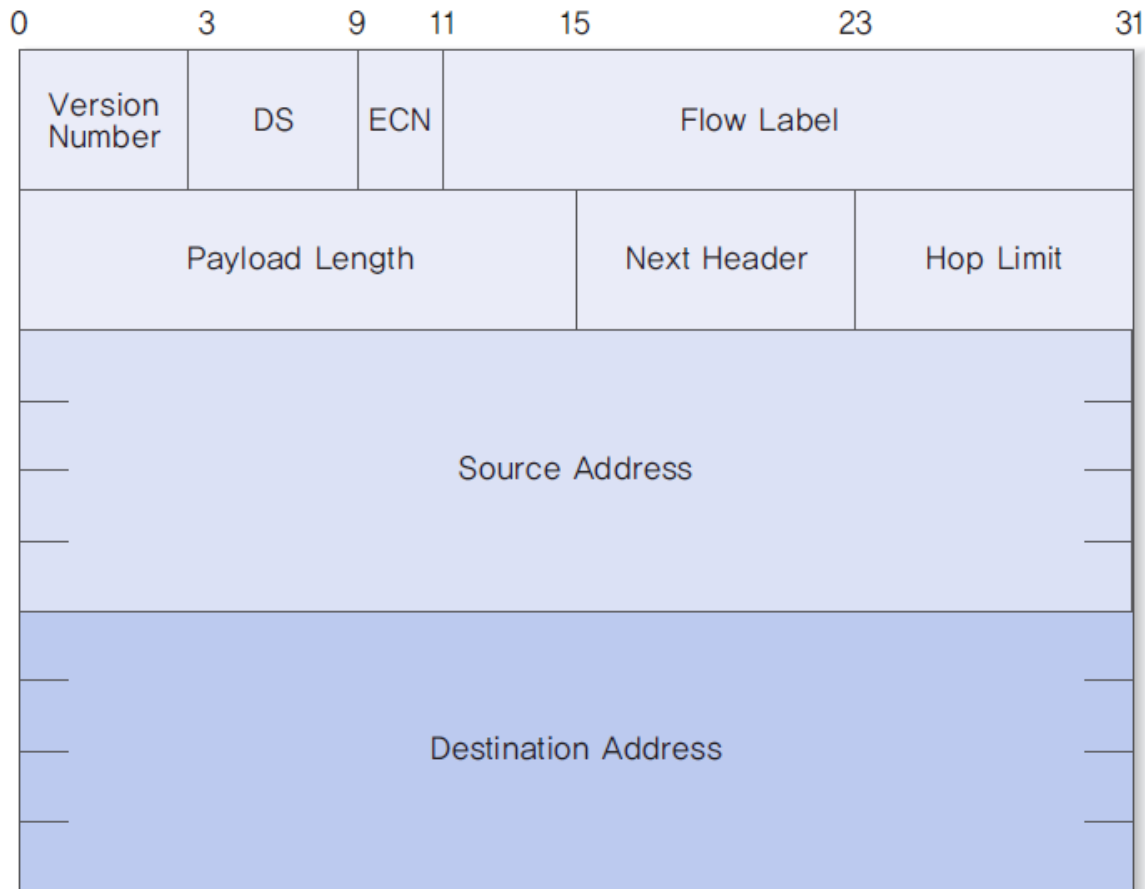 0 3 9 11 15 23 31
Version
Number
DS
ECN
Flow Label
Payload Length
Next Header
Hop Limit
Source Address
Destination Address